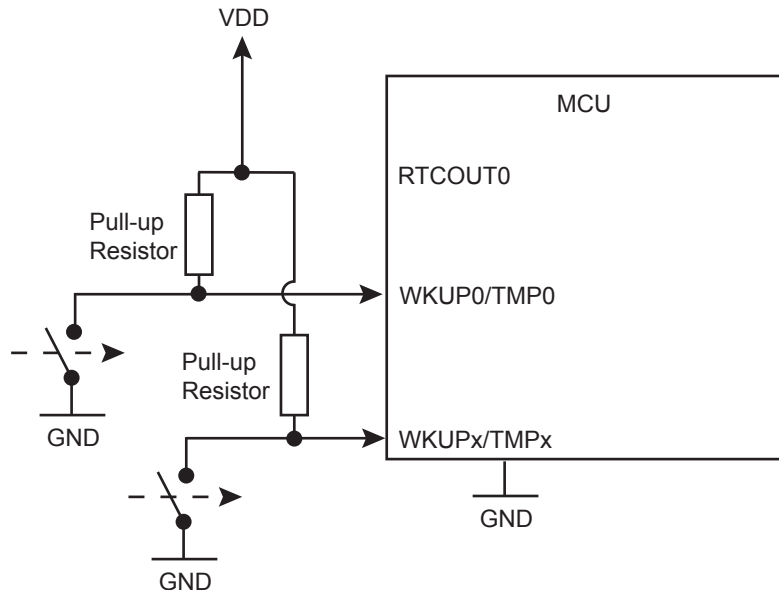 VDD
MCU
RTCOUT0
Pull-up
Resistor
WKUP0/TMP0
Pull-up
Resistor
GND
WKUPx/TMPx
GND
GND